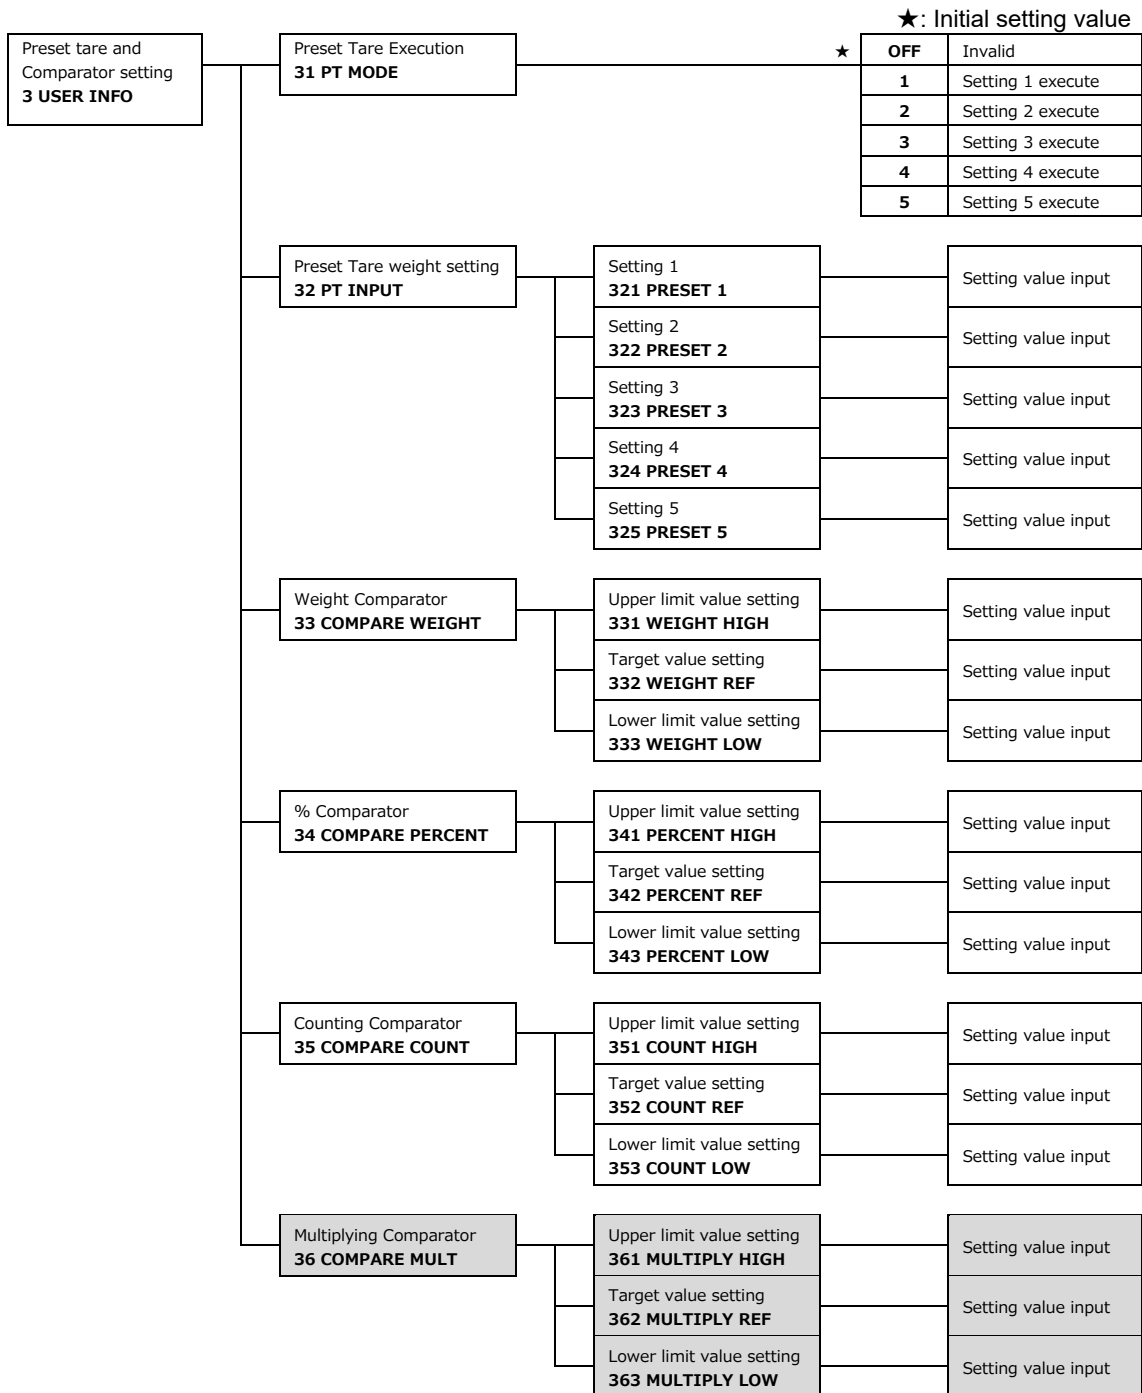 ★: Initial setting value
Preset tare and
Comparator setting
3 USER INFO
Preset Tare Execution
31 PT MODE
★ OFF Invalid
1 Setting 1 execute
2 Setting 2 execute
3 Setting 3 execute
4 Setting 4 execute
5 Setting 5 execute
Preset Tare weight setting
32 PT INPUT
Setting 1
321 PRESET 1
Setting value input
Setting 2
322 PRESET 2
Setting value input
Setting 3
323 PRESET 3
Setting value input
Setting 4
324 PRESET 4
Setting value input
Setting 5
325 PRESET 5
Setting value input
Weight Comparator
33 COMPARE WEIGHT
Upper limit value setting
331 WEIGHT HIGH
Setting value input
Target value setting
332 WEIGHT REF
Setting value input
Lower limit value setting
333 WEIGHT LOW
Setting value input
% Comparator
34 COMPARE PERCENT
Upper limit value setting
341 PERCENT HIGH
Setting value input
Target value setting
342 PERCENT REF
Setting value input
Lower limit value setting
343 PERCENT LOW
Setting value input
Counting Comparator
35 COMPARE COUNT
Upper limit value setting
351 COUNT HIGH
Setting value input
Target value setting
352 COUNT REF
Setting value input
Lower limit value setting
353 COUNT LOW
Setting value input
Multiplying Comparator
36 COMPARE MULT
Upper limit value setting
361 MULTIPLY HIGH
Setting value input
Target value setting
362 MULTIPLY REF
Setting value input
Lower limit value setting
363 MULTIPLY LOW
Setting value input